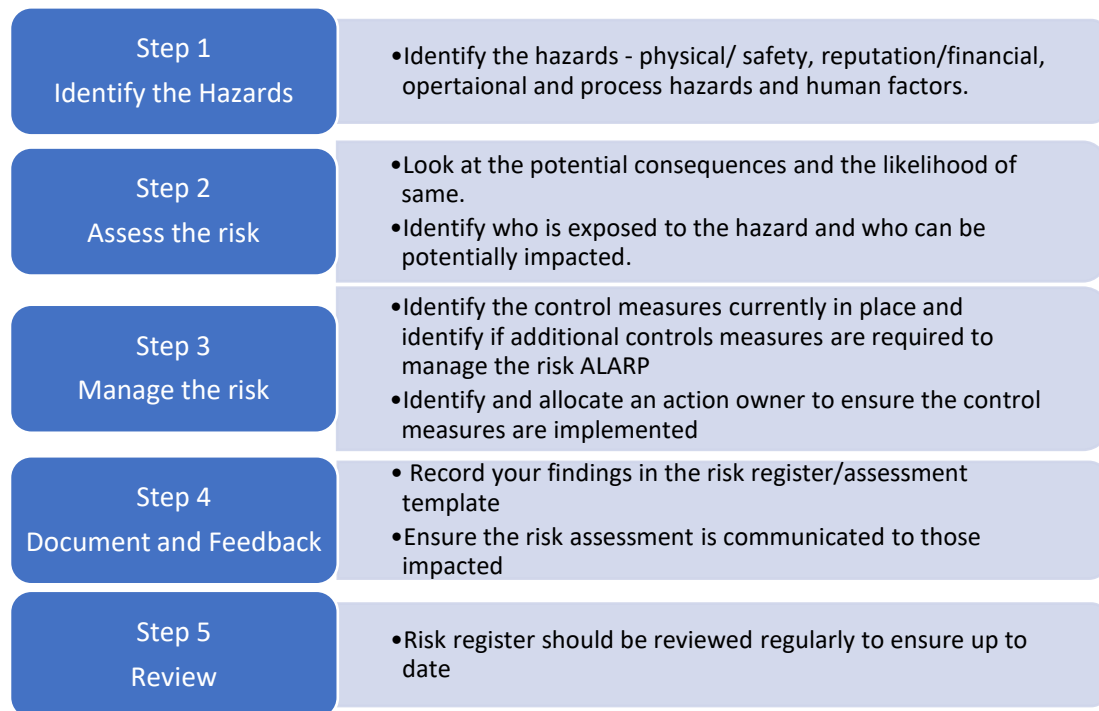 Step 1
Identify the Hazards
•Identify the hazards - physical/ safety, reputation/financial,
opertaional and process hazards and human factors.
Step 2
Assess the risk
•Look at the potential consequences and the likelihood of
same.
•Identify who is exposed to the hazard and who can be
potentially impacted.
Step 3
Manage the risk
•Identify the control measures currently in place and
identify if additional controls measures are required to
manage the risk ALARP
•Identify and allocate an action owner to ensure the control
measures are implemented
Step 4
Document and Feedback
• Record your findings in the risk register/assessment
template
•Ensure the risk assessment is communicated to those
impacted
Step 5
Review
•Risk register should be reviewed regularly to ensure up to
date